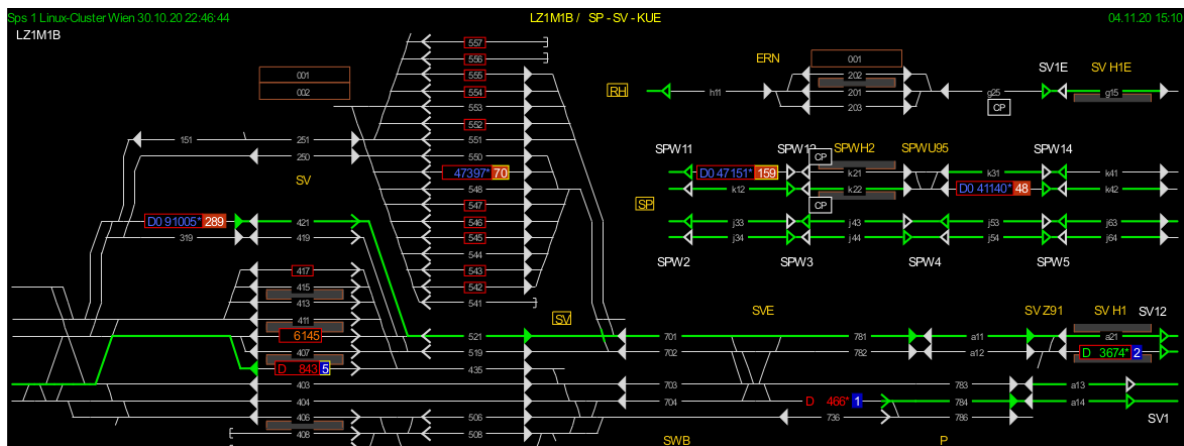 Sps 1 Linux-Cluster Wien 30.10.20 22:46:44 LZ1M1B / SP - SV - KUE 04.11.20 15:10
LZ1M1B
557
556
555
554
553
552
551
550
47397* 70
548
547
546
545
544
543
542
541
001
002
151 251
250
SV
D0 91005* 289 421
319 419
417
415
413
411
6145
407
D 843 5
403
404
406
408
521
519
435
506
508
SV
ERN
001
202
201
203
RH
h11
g25
CP
SV1E SV H1E
g15
SPW11 SPW13 SPWH2 SPWU95 SPW14
CP
D0 47151* 159 k21 k31 k41
k12 k22 D0 41140* 48 k42
CP
SP
j33 j43 j53 j63
j34 j44 j54 j64
SPW2 SPW3 SPW4 SPW5
SVE SV Z91 SV H1 SV12
701 781 a11 a21
702 782 a12 D 3674* 2
703 783 a13
704 D 466* 1 784 a14
736 786
SV1
SWB P